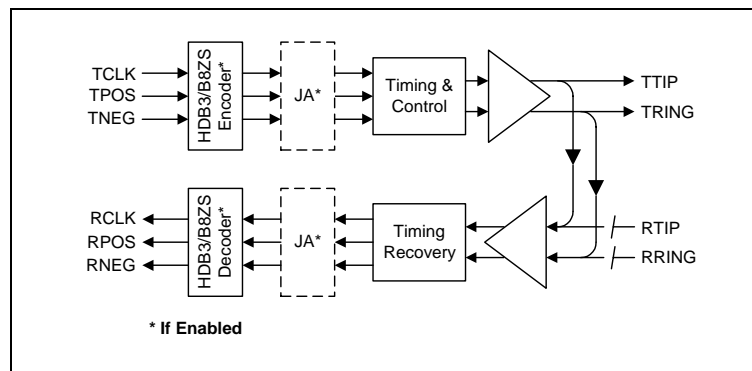 TCLK
TPOS
TNEG
HDB3/B8ZS
Encoder*
JA*
Timing &
Control
TTIP
TRING
RCLK
RPOS
RNEG
HDB3/B8ZS
Decoder*
JA*
Timing
Recovery
RTIP
RRING
* If Enabled